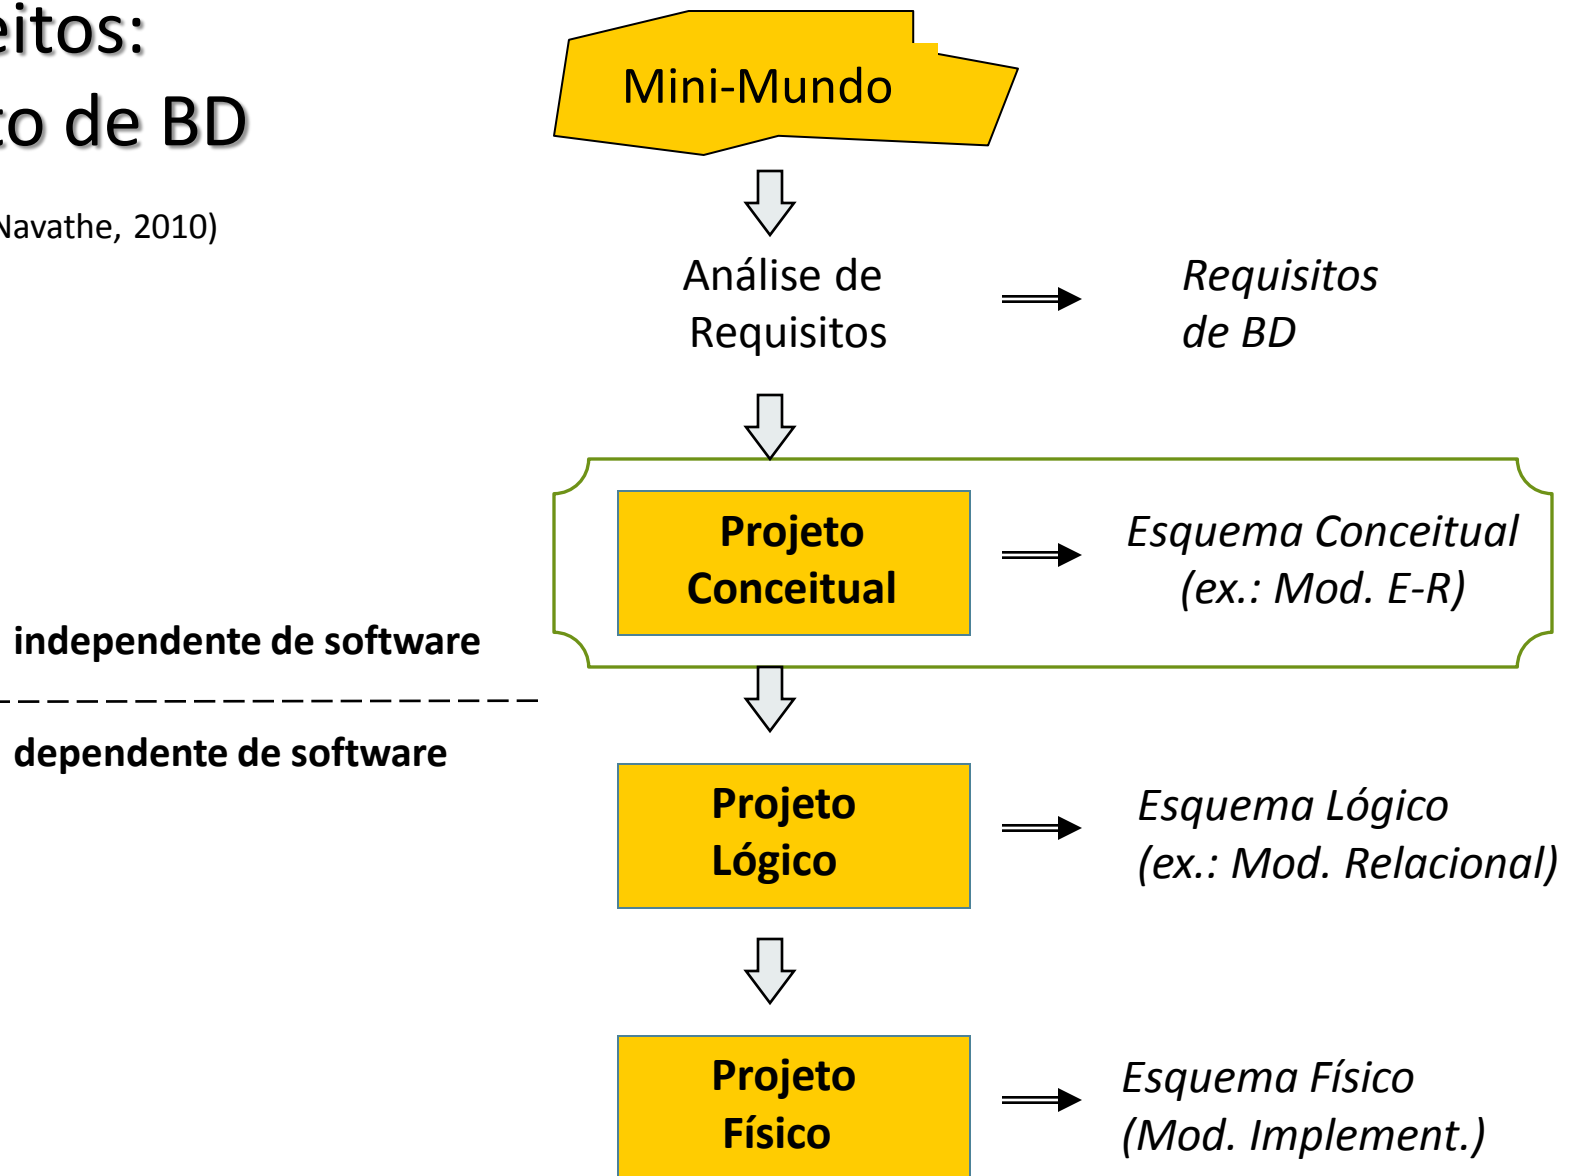 eitos:
to de BD
Navathe, 2010)
Mini-Mundo
Análise de
Requisitos
Requisitos
de BD
Projeto
Conceitual
Esquema Conceitual
(ex.: Mod. E-R)
independente de software
dependente de software
Projeto
Lógico
Esquema Lógico
(ex.: Mod. Relacional)
Projeto
Físico
Esquema Físico
(Mod. Implement.)